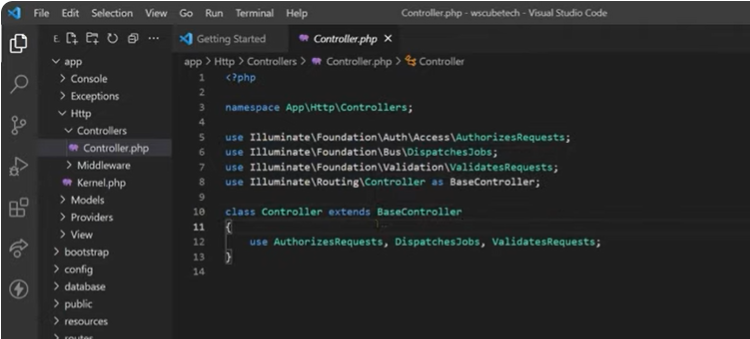 File Edit Selection View Go Run Terminal Help Controller.php - wscubetech - Visual Studio Code
E.
Getting Started
Controller.php
app
Console
Exceptions
Http
Controllers
Controller.php
Middleware
Kernel.php
Models
Providers
View
bootstrap
config
database
public
resources
routes
app > Http > Controllers > Controller.php > Controller
1 <?php
2
3 namespace App\Http\Controllers;
4
5 use Illuminate\Foundation\Auth\Access\AuthorizesRequests;
6 use Illuminate\Foundation\Bus\DispatchesJobs;
7 use Illuminate\Foundation\Validation\ValidatesRequests;
8 use Illuminate\Routing\Controller as BaseController;
9
10 class Controller extends BaseController
11 {
12 use AuthorizesRequests, DispatchesJobs, ValidatesRequests;
13 }
14